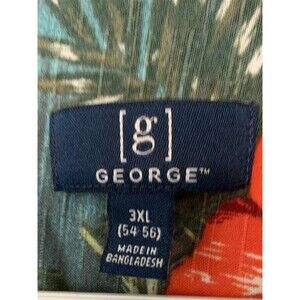 [g]
GEORGE™
3XL
(54-56)
MADE IN
BANGLADESH